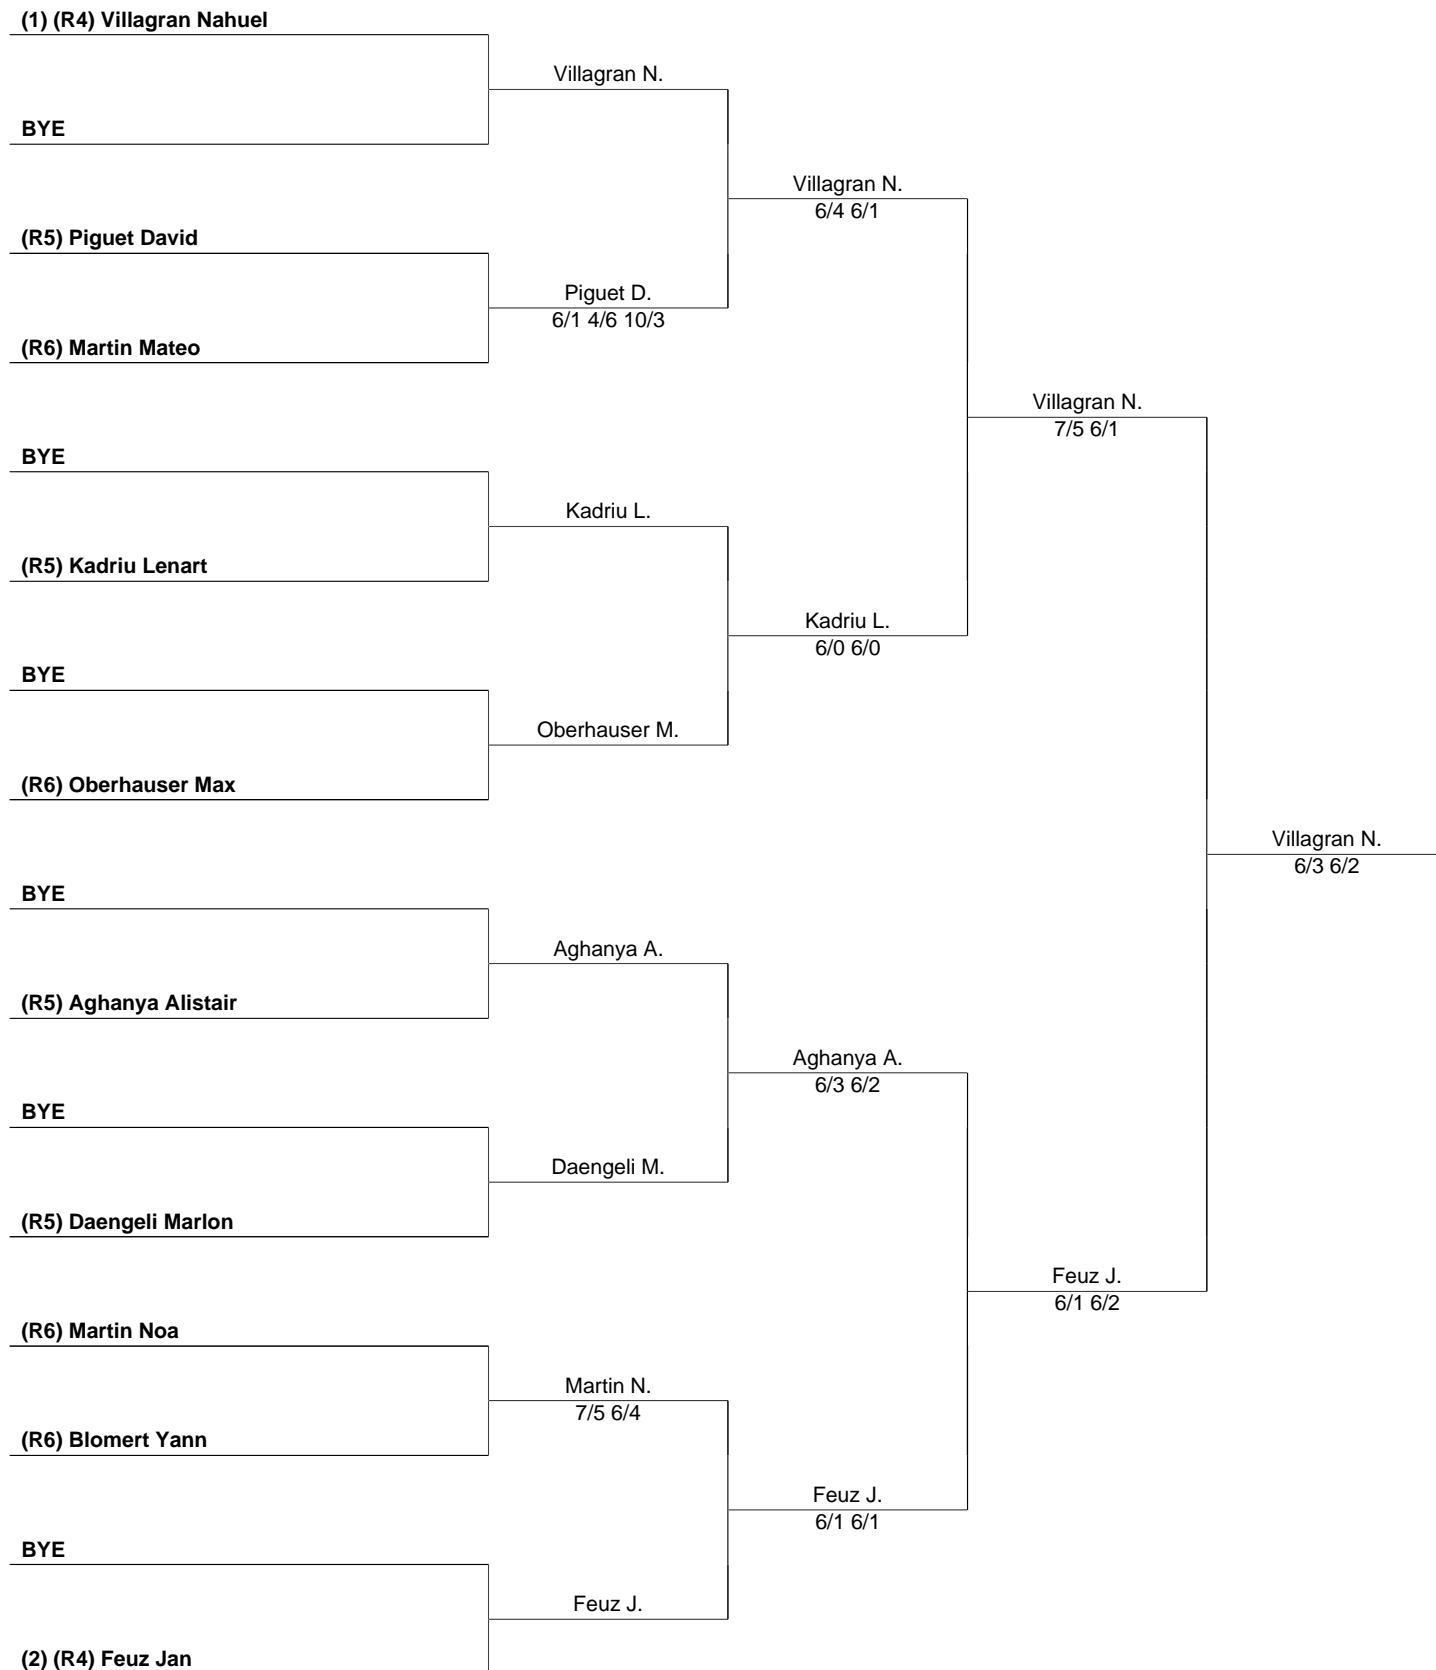 (1) (R4) Villagran Nahuel
Villagran N.
BYE
Villagran N.
6/4 6/1
(R5) Piguet David
Piguet D.
6/1 4/6 10/3
(R6) Martin Mateo
Villagran N.
7/5 6/1
BYE
Kadriu L.
(R5) Kadriu Lenart
Kadriu L.
6/0 6/0
BYE
Oberhauser M.
(R6) Oberhauser Max
Villagran N.
6/3 6/2
BYE
Aghanya A.
(R5) Aghanya Alistair
Aghanya A.
6/3 6/2
BYE
Daengeli M.
(R5) Daengeli Marlon
Feuz J.
6/1 6/2
(R6) Martin Noa
Martin N.
7/5 6/4
(R6) Blomert Yann
Feuz J.
6/1 6/1
BYE
Feuz J.
(2) (R4) Feuz Jan